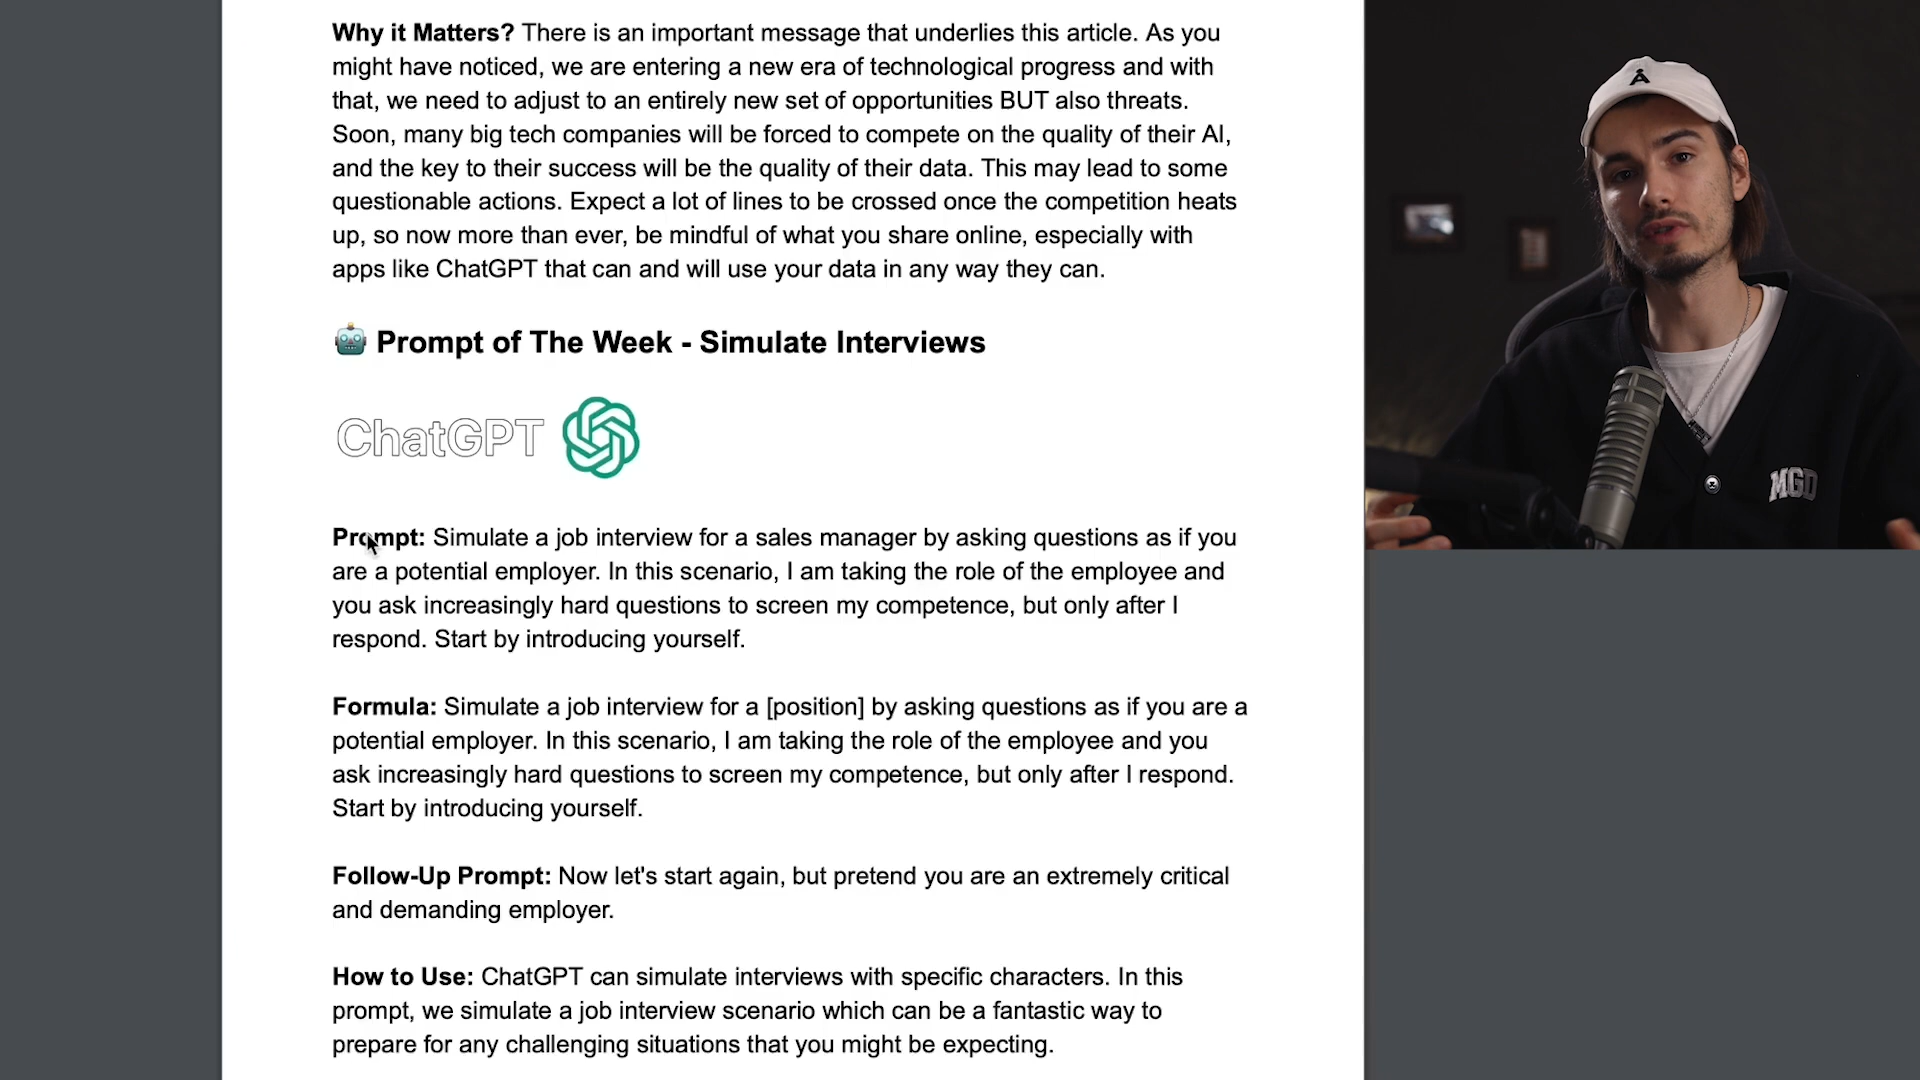 Why it Matters? There is an important message that underlies this article. As you
might have noticed, we are entering a new era of technological progress and with
that, we need to adjust to an entirely new set of opportunities BUT also threats.
Soon, many big tech companies will be forced to compete on the quality of their AI,
and the key to their success will be the quality of their data. This may lead to some
questionable actions. Expect a lot of lines to be crossed once the competition heats
up, so now more than ever, be mindful of what you share online, especially with
apps like ChatGPT that can and will use your data in any way they can.
🤖 Prompt of The Week - Simulate Interviews
ChatGPT
Prompt: Simulate a job interview for a sales manager by asking questions as if you
are a potential employer. In this scenario, I am taking the role of the employee and
you ask increasingly hard questions to screen my competence, but only after I
respond. Start by introducing yourself.
Formula: Simulate a job interview for a [position] by asking questions as if you are a
potential employer. In this scenario, I am taking the role of the employee and you
ask increasingly hard questions to screen my competence, but only after I respond.
Start by introducing yourself.
Follow-Up Prompt: Now let's start again, but pretend you are an extremely critical
and demanding employer.
How to Use: ChatGPT can simulate interviews with specific characters. In this
prompt, we simulate a job interview scenario which can be a fantastic way to
prepare for any challenging situations that you might be expecting.
MGD